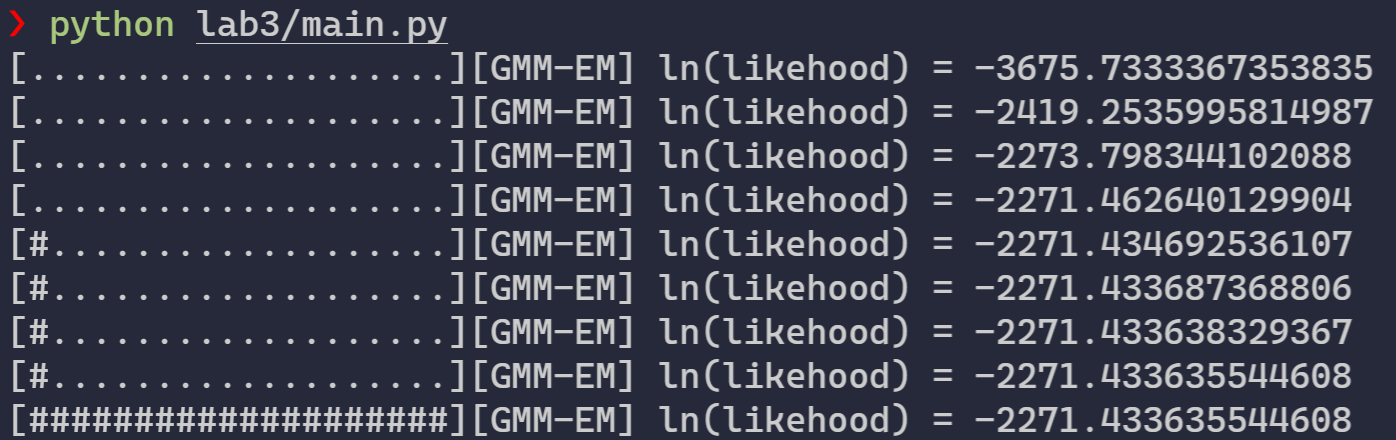 ❯ python lab3/main.py
[....................][GMM-EM] ln(likehood) = -3675.7333367353835
[....................][GMM-EM] ln(likehood) = -2419.2535995814987
[....................][GMM-EM] ln(likehood) = -2273.798344102088
[....................][GMM-EM] ln(likehood) = -2271.462640129904
[#...................][GMM-EM] ln(likehood) = -2271.434692536107
[#...................][GMM-EM] ln(likehood) = -2271.433687368806
[#...................][GMM-EM] ln(likehood) = -2271.433638329367
[#...................][GMM-EM] ln(likehood) = -2271.433635544608
[####################][GMM-EM] ln(likehood) = -2271.433635544608